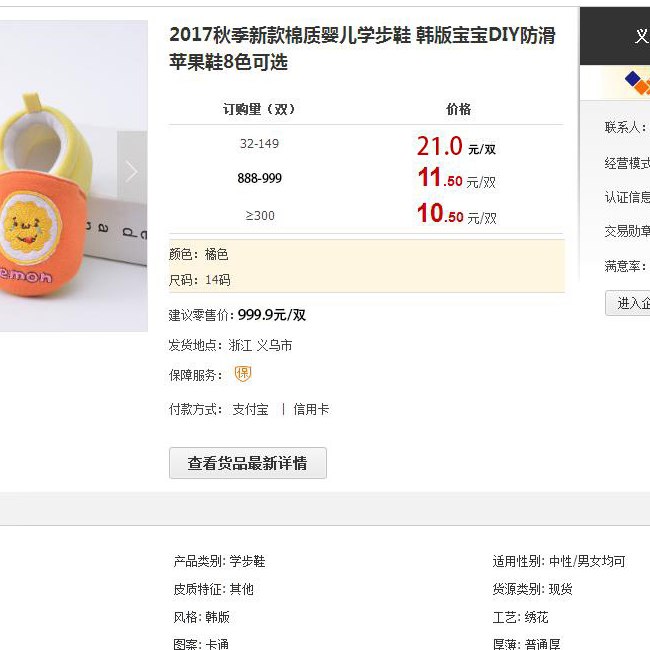 2017秋季新款棉质婴儿学步鞋 韩版宝宝DIY防滑
苹果鞋8色可选
订购量（双） 价格
32-149 21.0 元/双
888-999 11.50 元/双
≥300 10.50 元/双
颜色：橘色
尺码：14码
建议零售价：999.9元/双
发货地点：浙江 义乌市
保障服务：保
付款方式：支付宝 | 信用卡
查看货品最新详情
义
联系人：
经营模式
认证信息
交易勋章
满意率：
进入企
产品类别: 学步鞋 适用性别: 中性/男女均可
皮质特征: 其他 货源类别: 现货
风格: 韩版 工艺: 绣花
图案: 卡通 厚薄: 普通厚